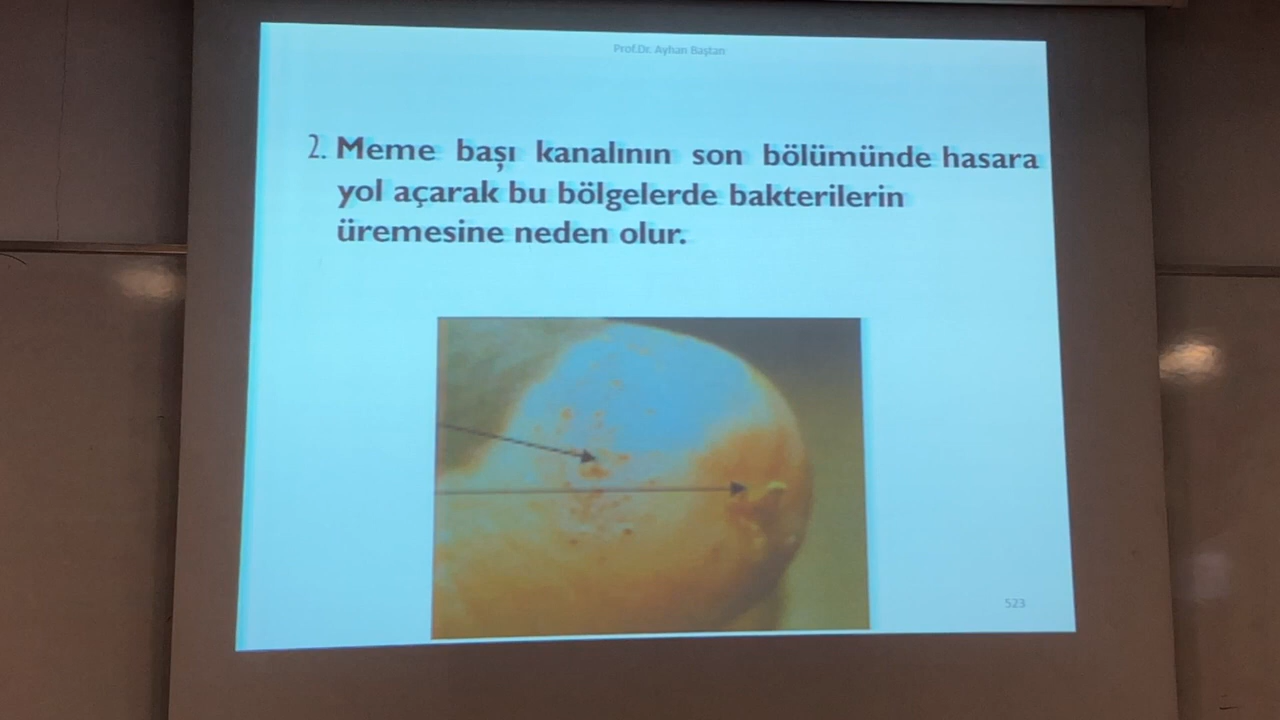 Prof.Dr. Ayhan Baştan
2. Meme başı kanalının son bölümünde hasara
yol açarak bu bölgelerde bakterilerin
üremesine neden olur.
523